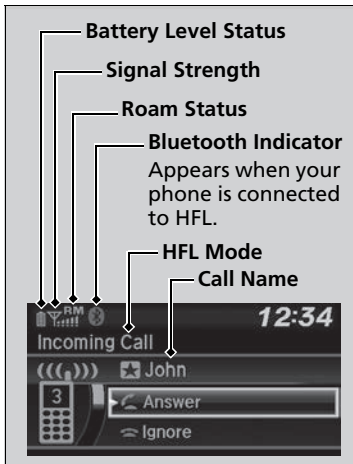 Battery Level Status
Signal Strength
Roam Status
Bluetooth Indicator
Appears when your
phone is connected
to HFL.
HFL Mode
Call Name
RM
12:34
Incoming Call
John
3
Answer
Ignore